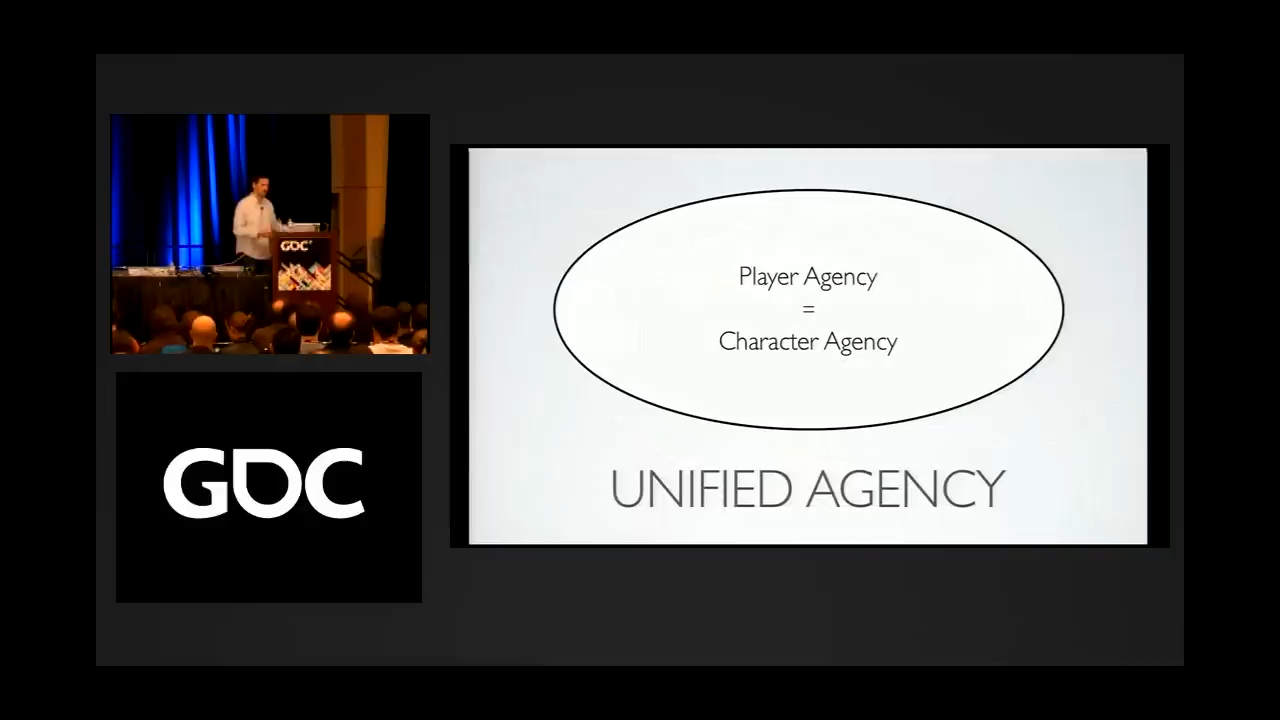 GDC
GDC
Player Agency
=
Character Agency
UNIFIED AGENCY